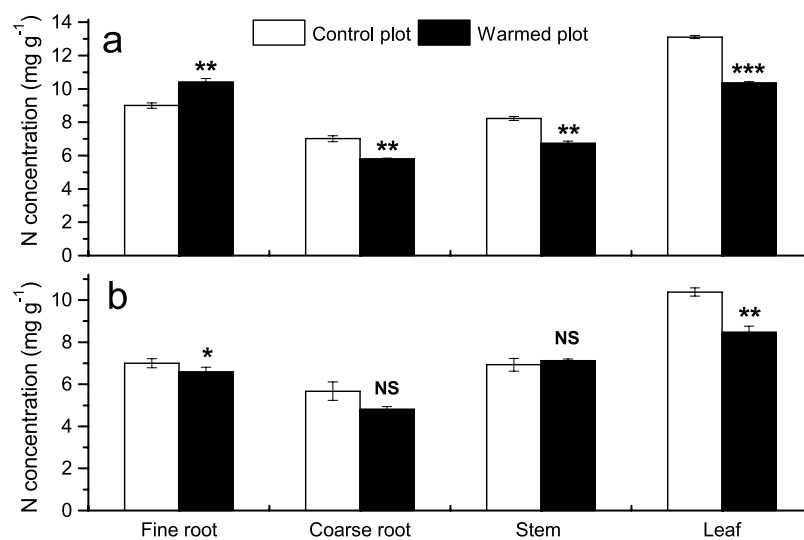 a
Control plot
Warmed plot
N concentration (mg g⁻¹)
14
12
10
8
6
4
2
0
**
**
**
***
b
N concentration (mg g⁻¹)
10
8
6
4
2
0
*
NS
NS
**
Fine root
Coarse root
Stem
Leaf